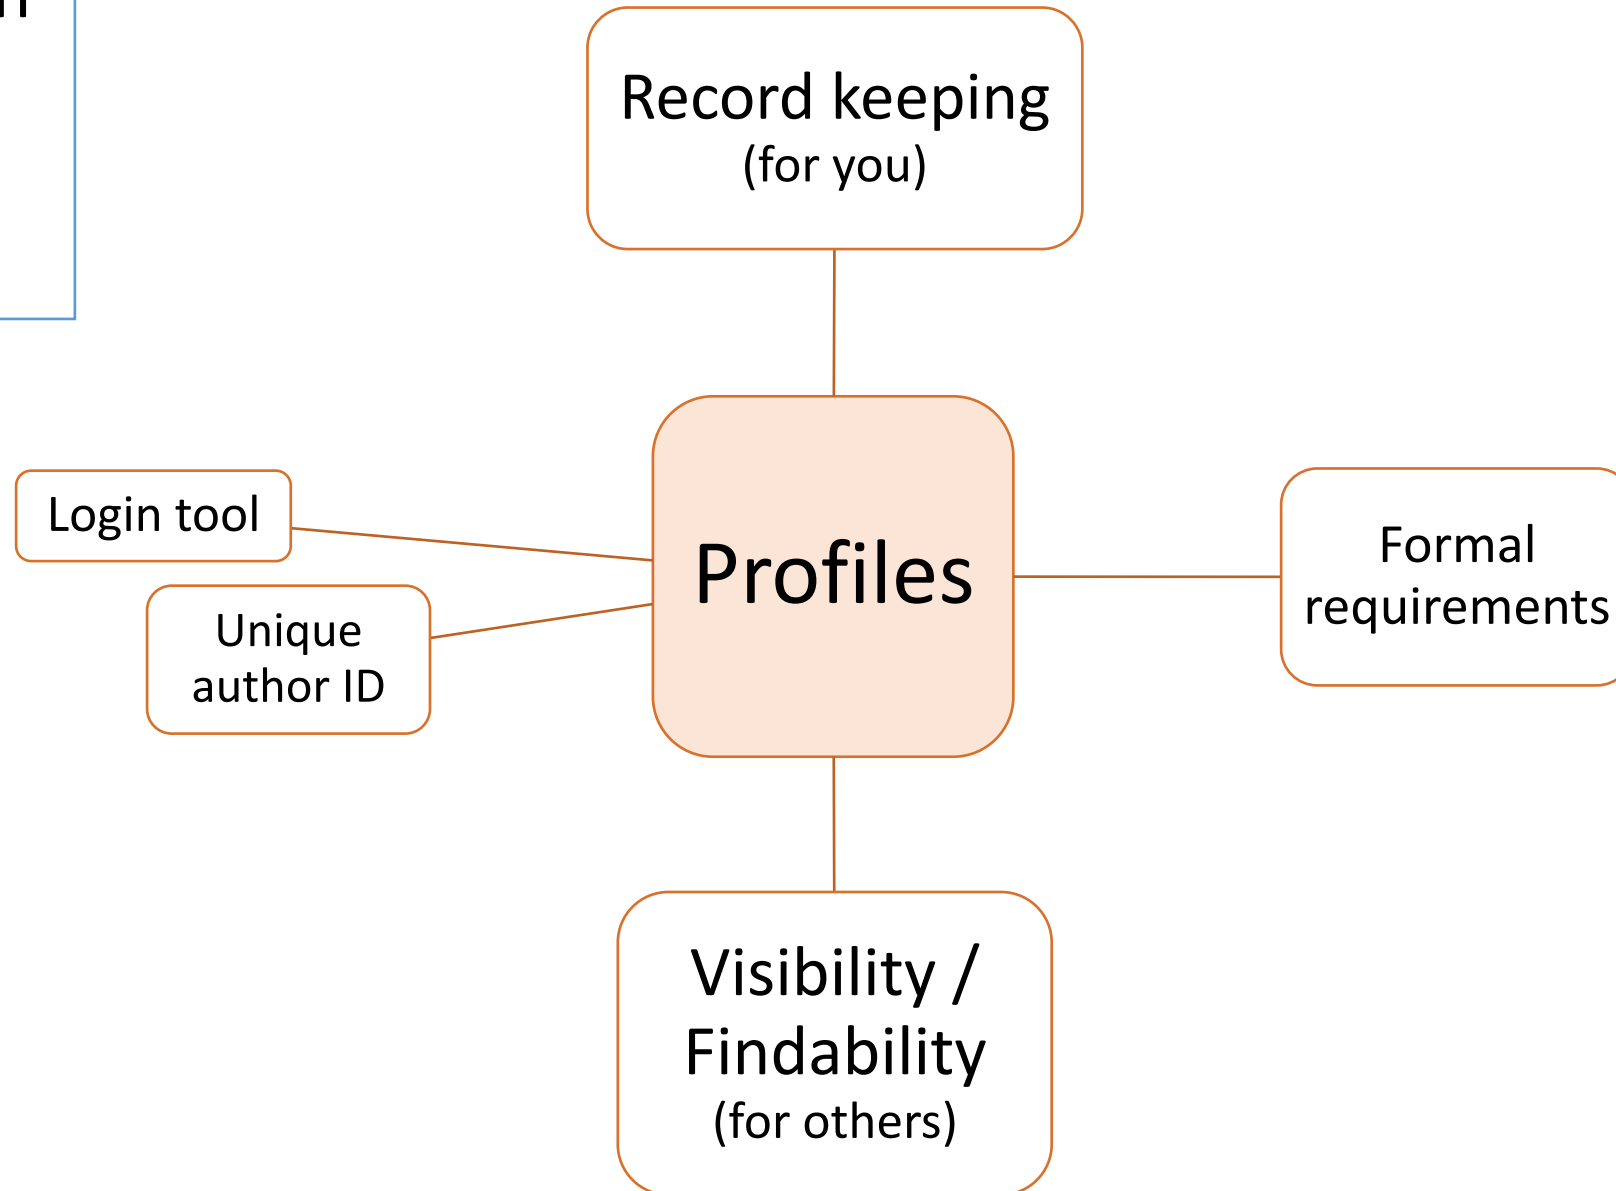 Record keeping
(for you)
Login tool
Unique
author ID
Profiles
Formal
requirements
Visibility /
Findability
(for others)